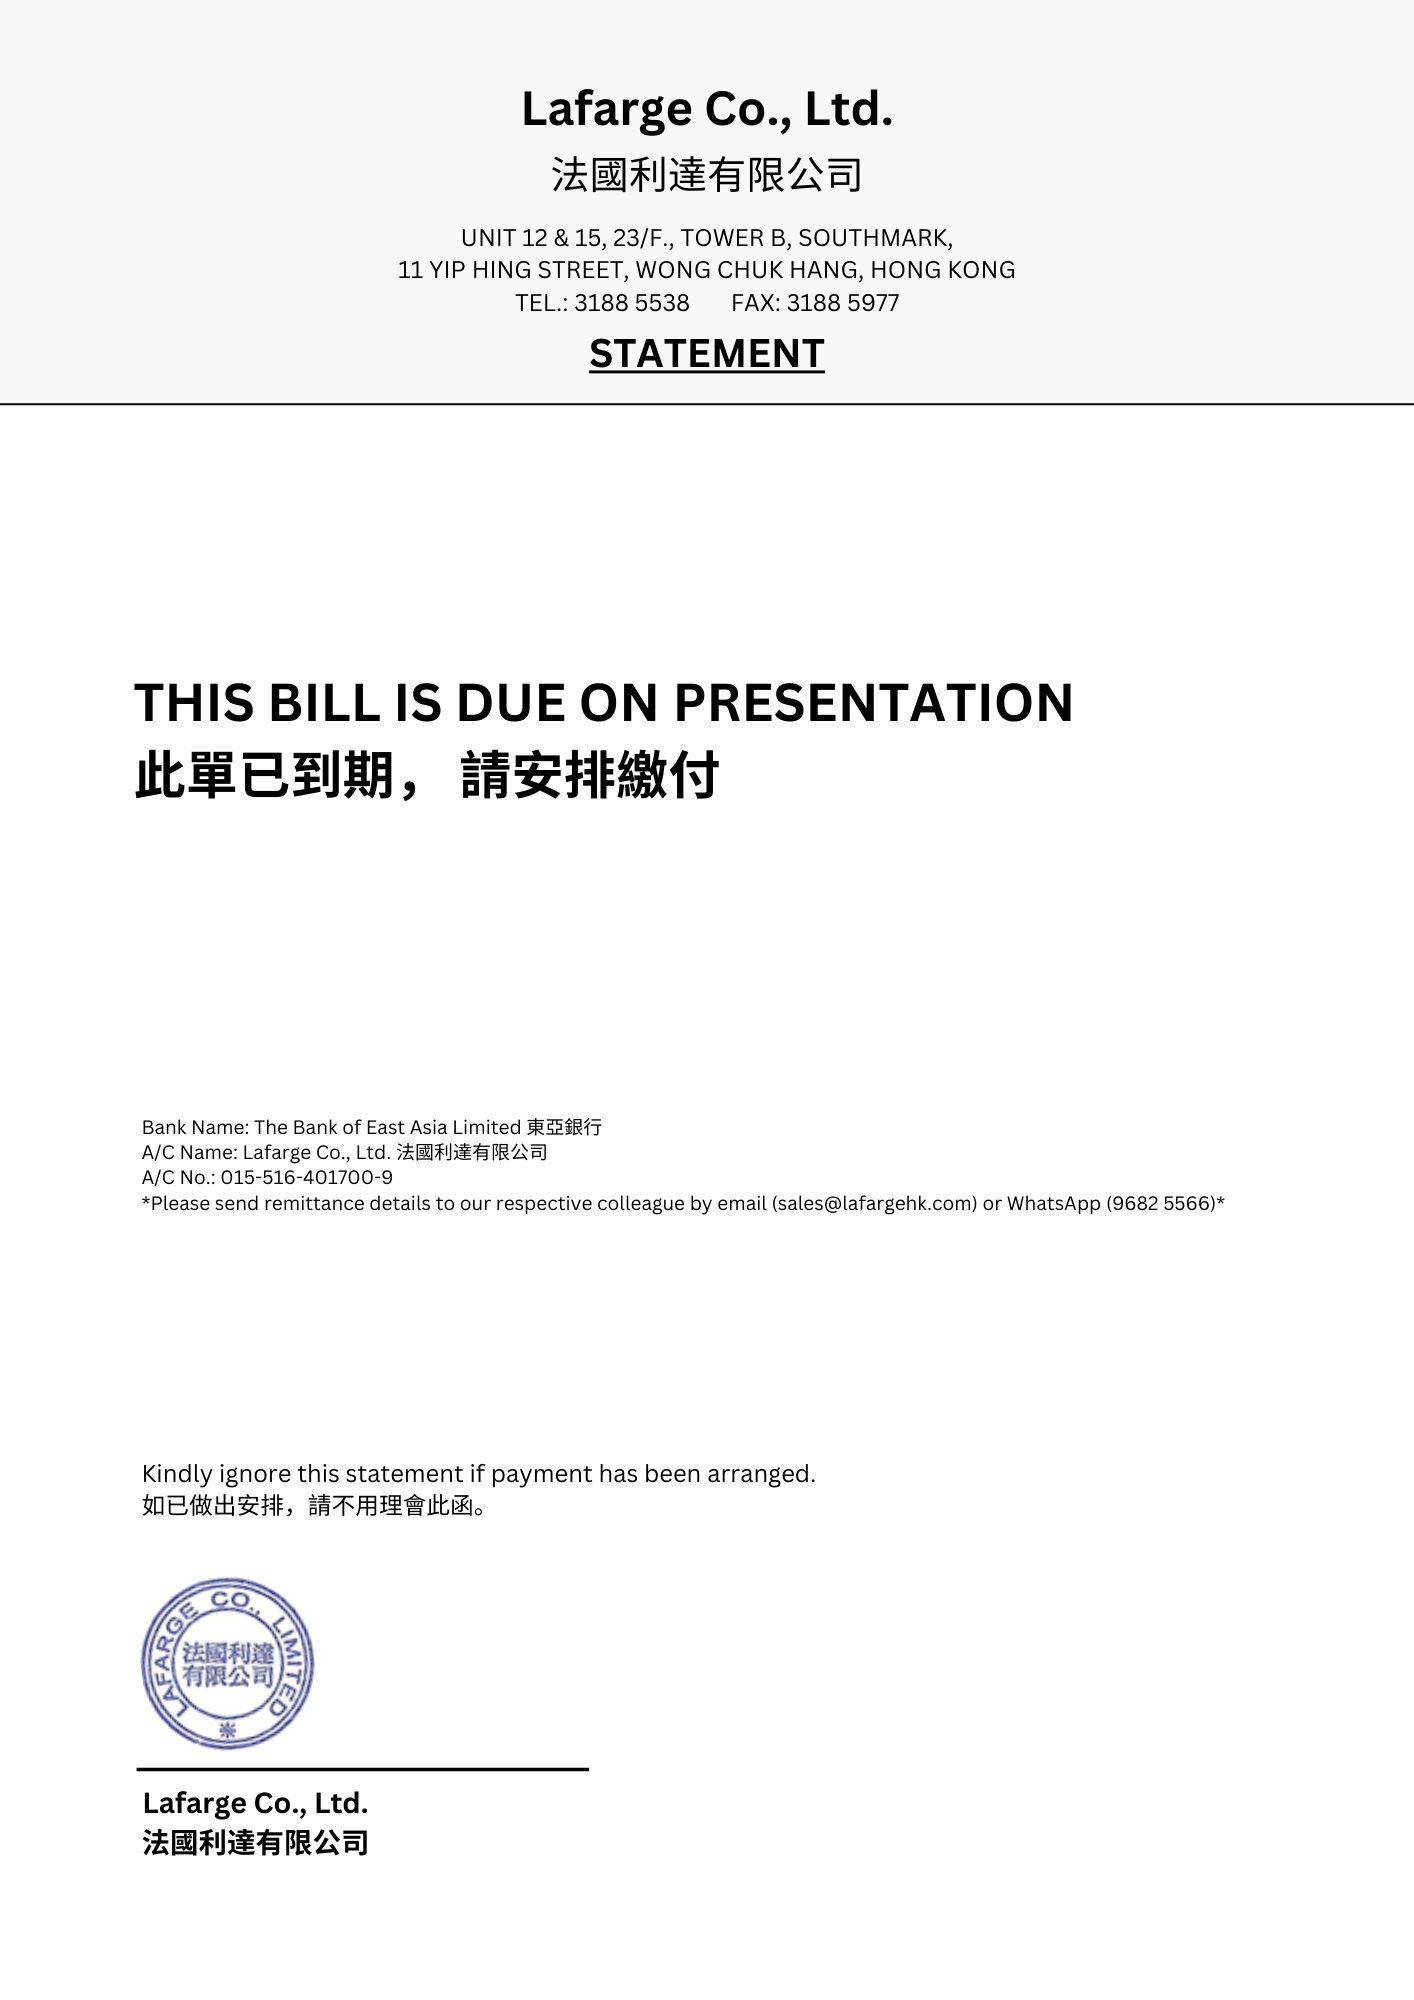 Lafarge Co., Ltd.
法國利達有限公司
UNIT 12 & 15, 23/F., TOWER B, SOUTHMARK,
11 YIP HING STREET, WONG CHUK HANG, HONG KONG
TEL.: 3188 5538 FAX: 3188 5977
STATEMENT
THIS BILL IS DUE ON PRESENTATION
此單已到期， 請安排繳付
Bank Name: The Bank of East Asia Limited 東亞銀行
A/C Name: Lafarge Co., Ltd. 法國利達有限公司
A/C No.: 015-516-401700-9
*Please send remittance details to our respective colleague by email (sales@lafargehk.com) or WhatsApp (9682 5566)*
Kindly ignore this statement if payment has been arranged.
如已做出安排，請不用理會此函。
LAFARGE CO., LIMITED
法國利達
有限公司
Lafarge Co., Ltd.
法國利達有限公司